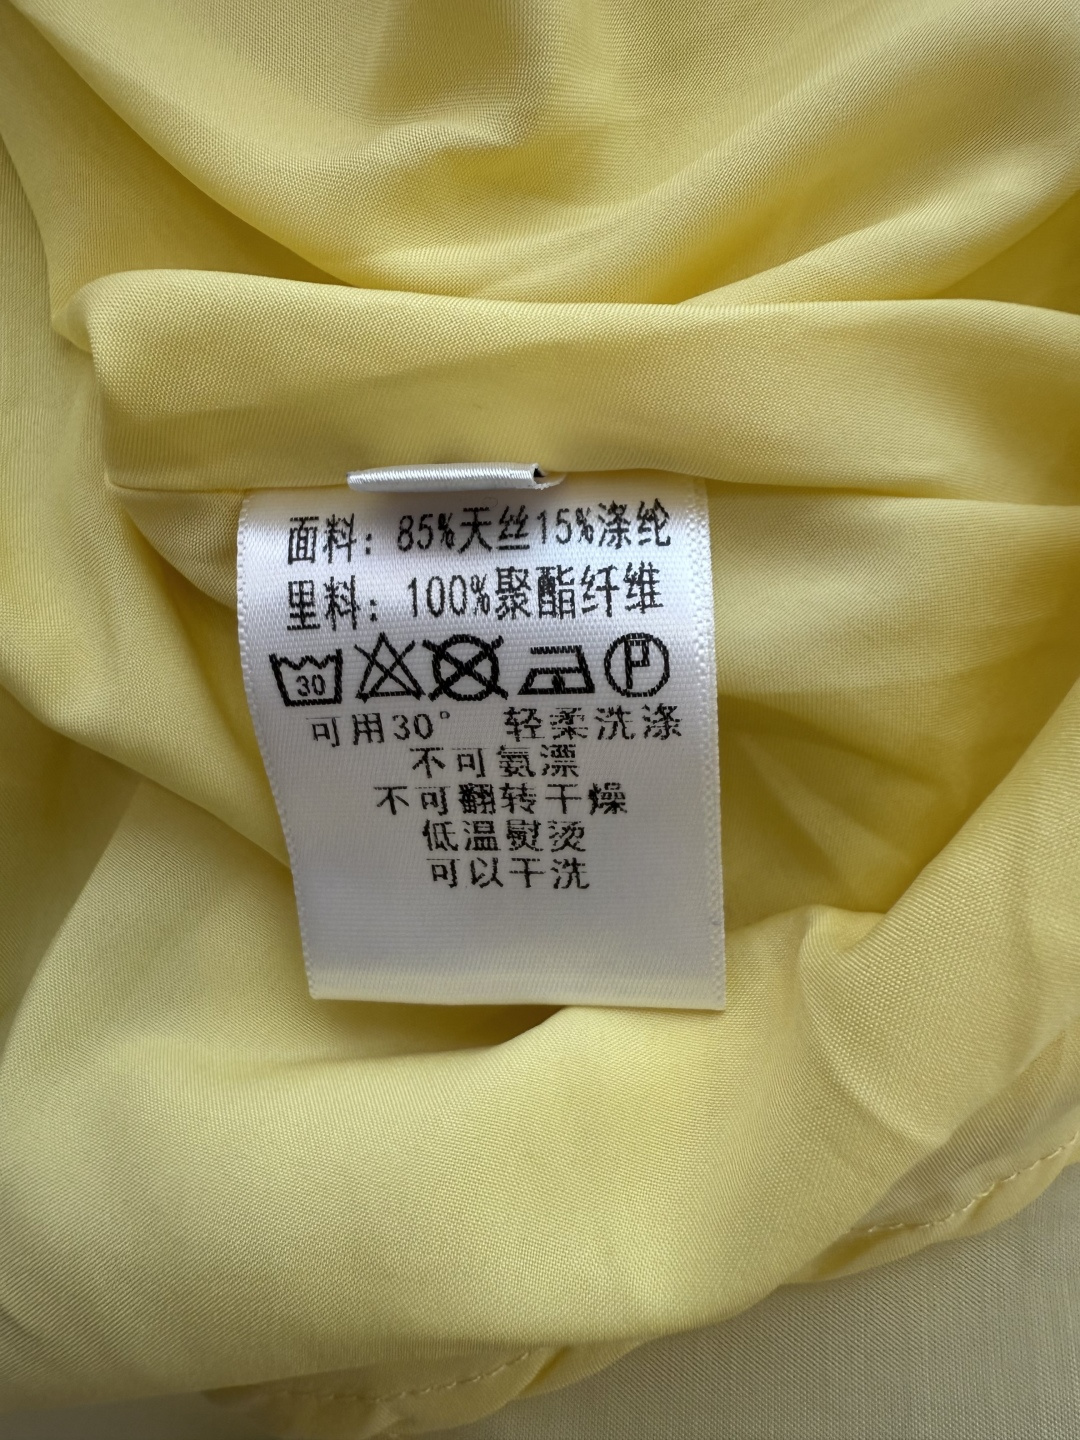 面料：85%天丝15%涤纶
里料：100%聚酯纤维
30 P
可用30° 轻柔洗涤
不可氨漂
不可翻转干燥
低温熨烫
可以干洗